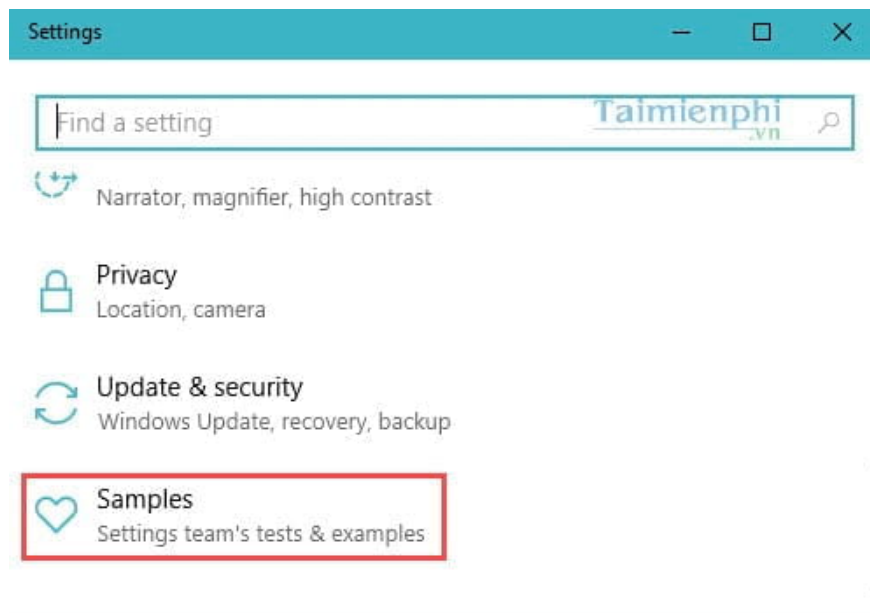 Settings
Find a setting
Taimienphi
.vn
Narrator, magnifier, high contrast
Privacy
Location, camera
Update & security
Windows Update, recovery, backup
Samples
Settings team's tests & examples